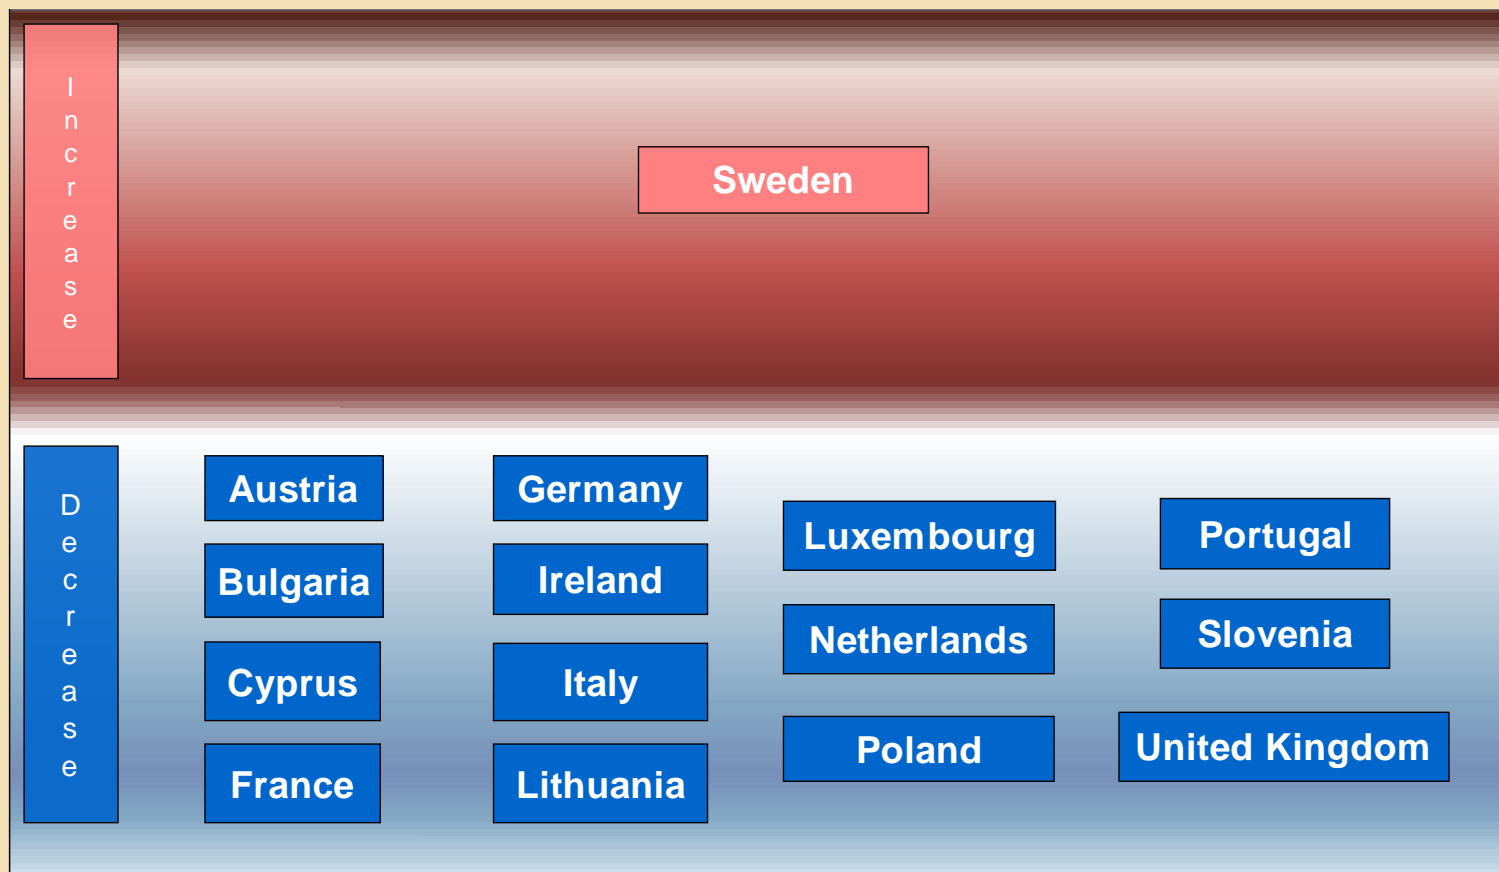 Increase
Sweden
Decrease
Austria
Bulgaria
Cyprus
France
Germany
Ireland
Italy
Lithuania
Luxembourg
Netherlands
Poland
Portugal
Slovenia
United Kingdom